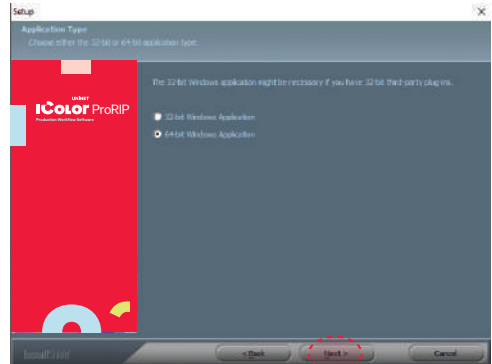 Setup
Application Type
Choose either the 32-bit or 64-bit application type.
UNINET
IColor ProRIP
Production Workflow Software
The 32-bit Windows application might be necessary if you have 32-bit third-party plug-ins.
32-bit Windows Application
64-bit Windows Application
InstallShield
< Back
Next >
Cancel